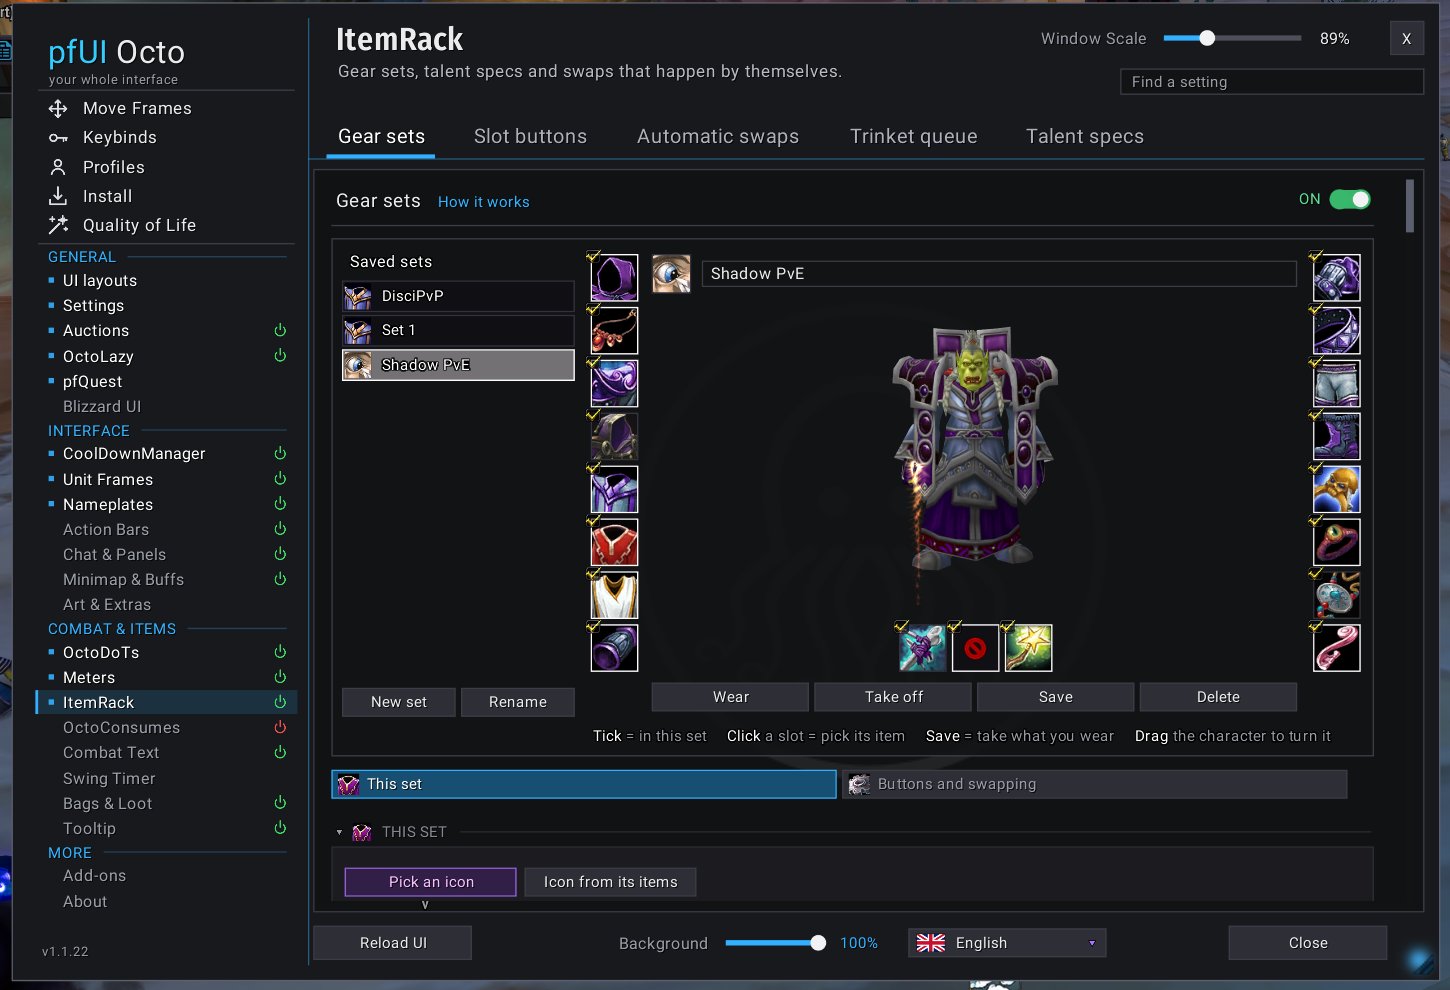 pfUI Octo
your whole interface
Move Frames
Keybinds
Profiles
Install
Quality of Life
GENERAL
UI layouts
Settings
Auctions
OctoLazy
pfQuest
Blizzard UI
INTERFACE
CoolDownManager
Unit Frames
Nameplates
Action Bars
Chat & Panels
Minimap & Buffs
Art & Extras
COMBAT & ITEMS
OctoDoTs
Meters
ItemRack
OctoConsumes
Combat Text
Swing Timer
Bags & Loot
Tooltip
MORE
Add-ons
About
v1.1.22
ItemRack
Gear sets, talent specs and swaps that happen by themselves.
Window Scale 89% X
Find a setting
Gear sets Slot buttons Automatic swaps Trinket queue Talent specs
Gear sets How it works ON
Saved sets
DisciPvP
Set 1
Shadow PvE
New set Rename
Shadow PvE
Wear Take off Save Delete
Tick = in this set Click a slot = pick its item Save = take what you wear Drag the character to turn it
This set Buttons and swapping
THIS SET
Pick an icon Icon from its items
v
Reload UI Background 100% English Close